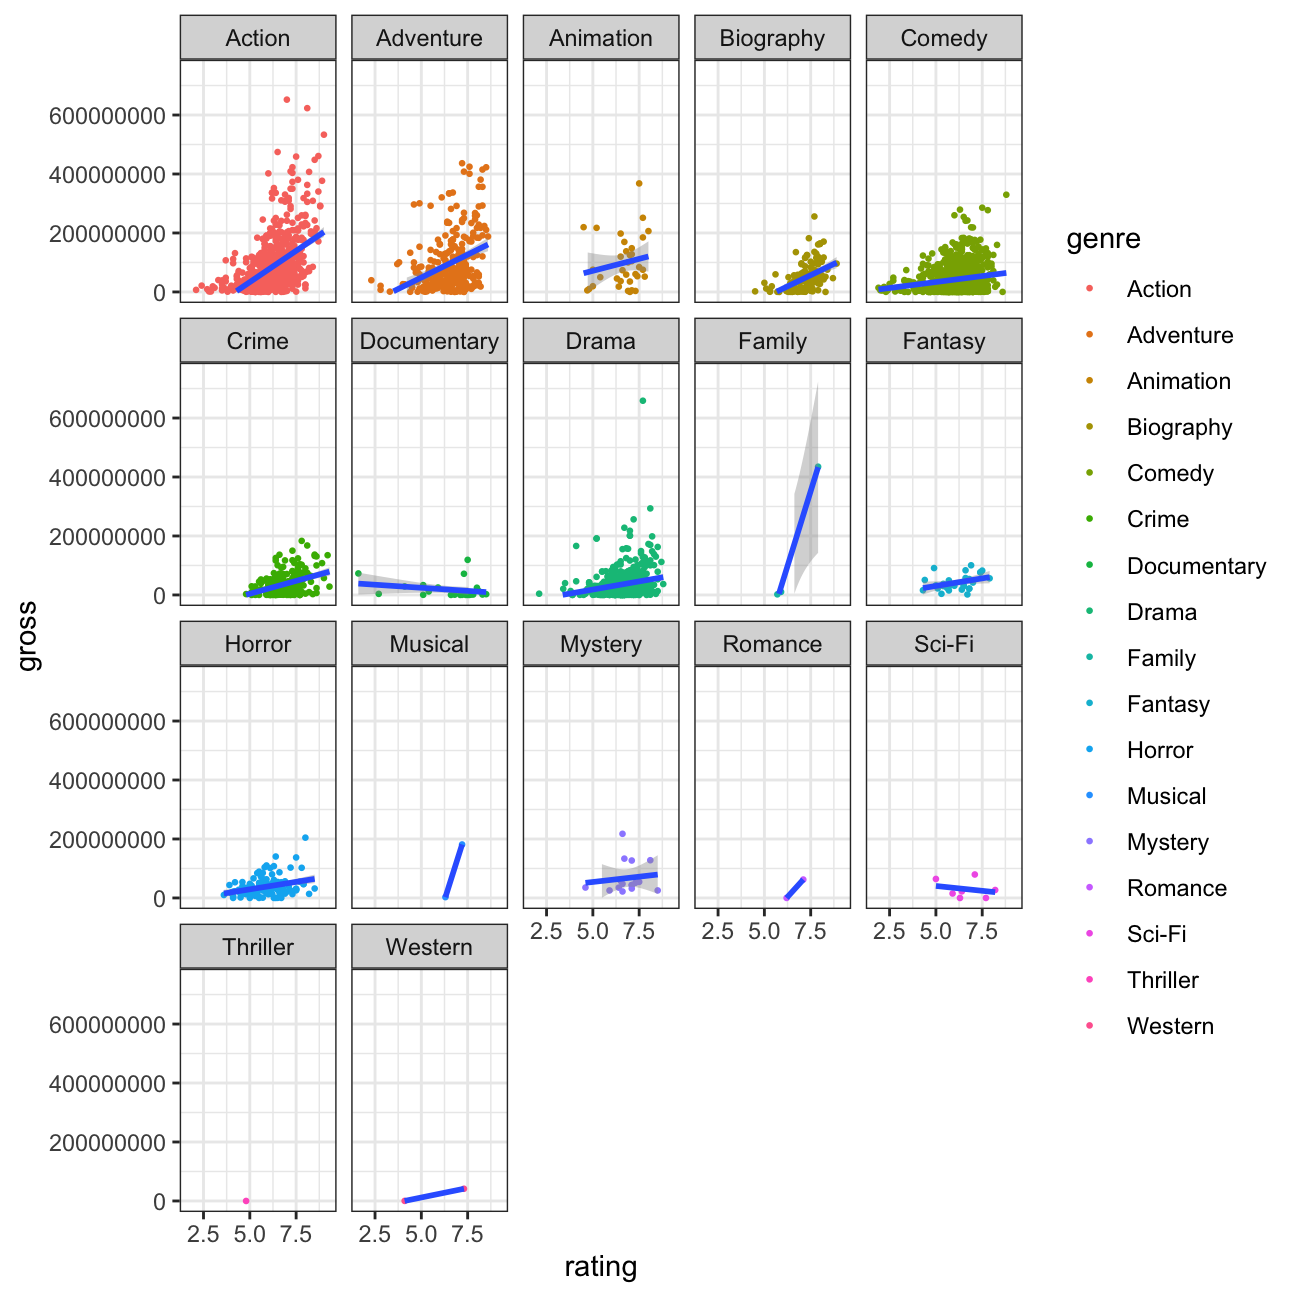 Action Adventure Animation Biography Comedy
600000000
400000000
200000000
0
Crime Documentary Drama Family Fantasy
600000000
400000000
200000000
0
Horror Musical Mystery Romance Sci-Fi
600000000
400000000
200000000
0
2.5 5.0 7.5 2.5 5.0 7.5 2.5 5.0 7.5
Thriller Western
600000000
400000000
200000000
0
2.5 5.0 7.5 2.5 5.0 7.5
rating
gross
genre
Action
Adventure
Animation
Biography
Comedy
Crime
Documentary
Drama
Family
Fantasy
Horror
Musical
Mystery
Romance
Sci-Fi
Thriller
Western